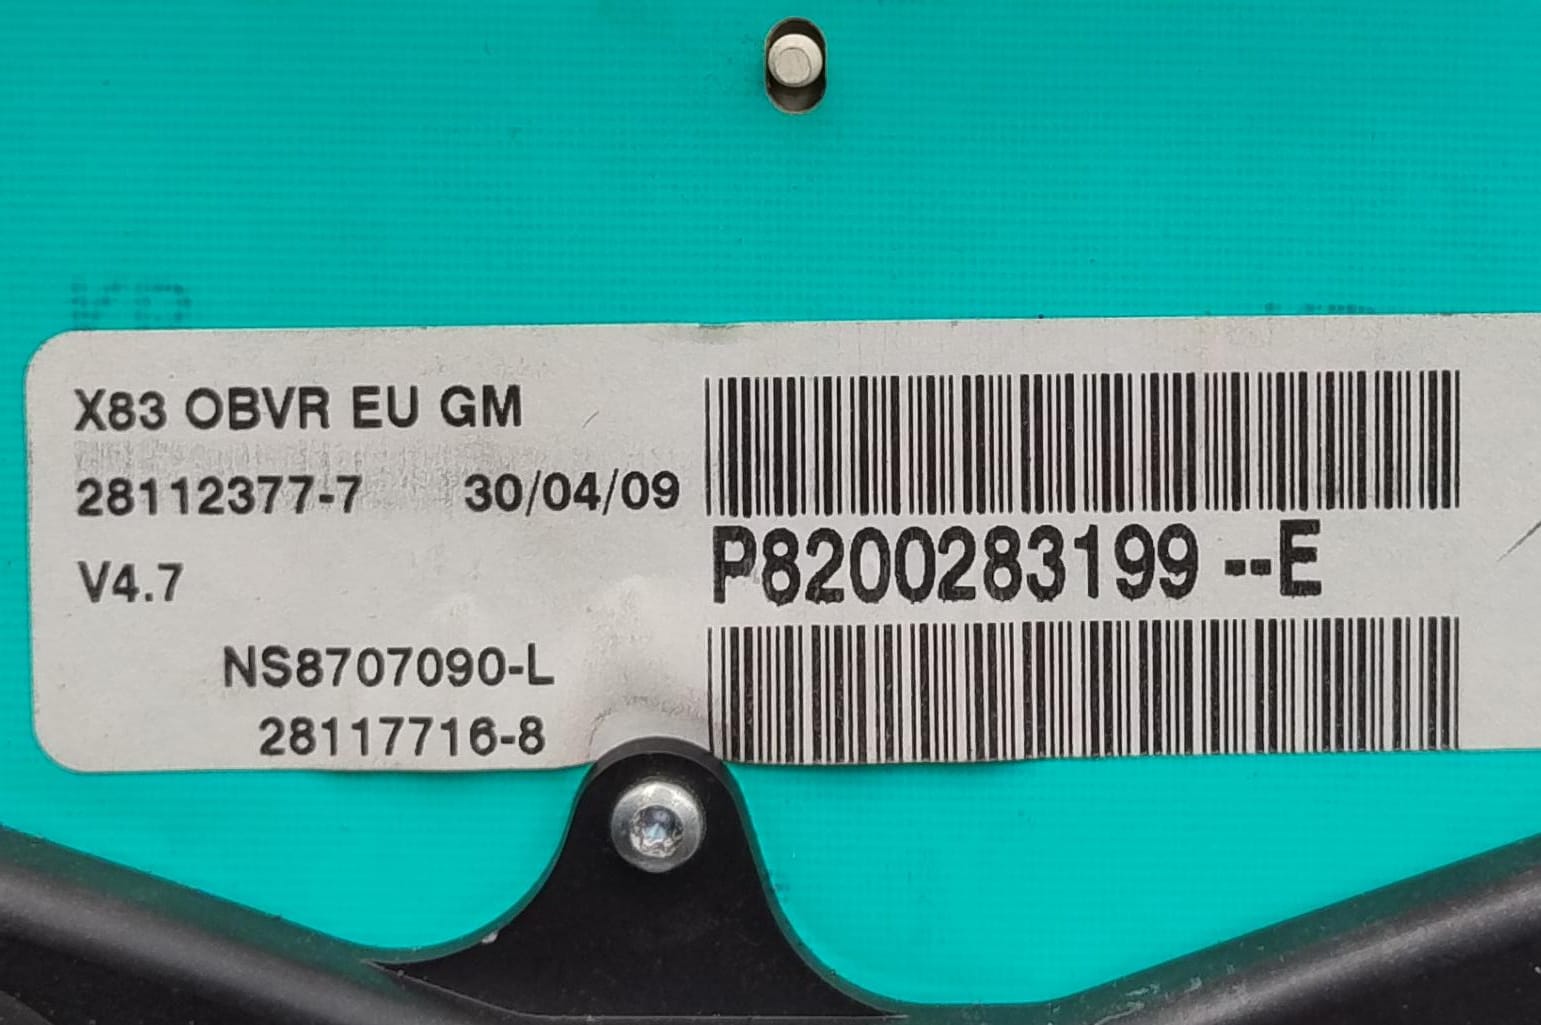 X83 OBVR EU GM
28112377-7 30/04/09
P8200283199 --E
V4.7
NS8707090-L
28117716-8